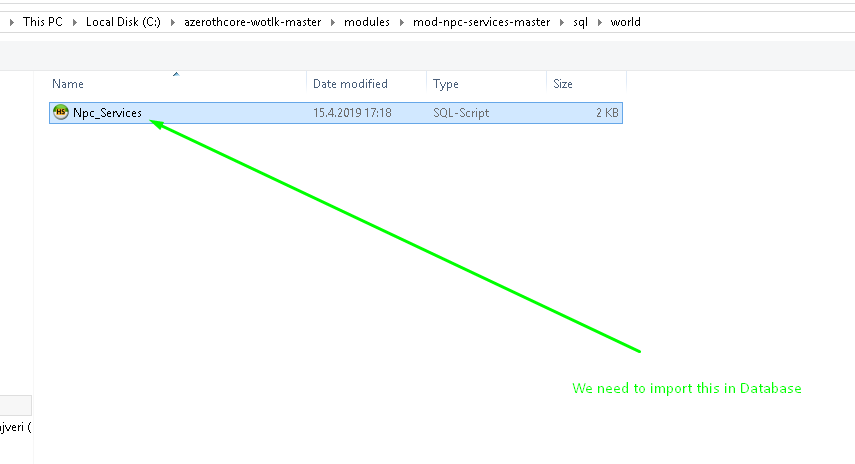 This PC > Local Disk (C:) > azerothcore-wotlk-master > modules > mod-npc-services-master > sql > world
Name Date modified Type Size
HS Npc_Services 15.4.2019 17:18 SQL-Script 2 KB
We need to import this in Database
jveri (